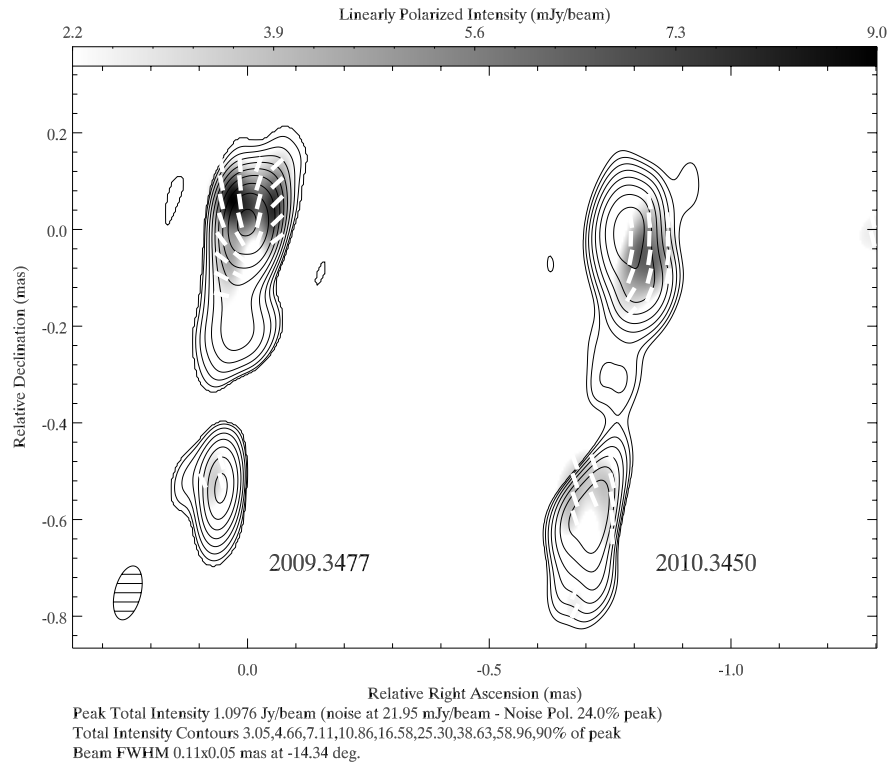 Linearly Polarized Intensity (mJy/beam)
2.2 3.9 5.6 7.3 9.0
0.2
0.0
-0.2
-0.4
-0.6
-0.8
Relative Declination (mas)
2009.3477 2010.3450
0.0 -0.5 -1.0
Relative Right Ascension (mas)
Peak Total Intensity 1.0976 Jy/beam (noise at 21.95 mJy/beam - Noise Pol. 24.0% peak)
Total Intensity Contours 3.05,4.66,7.11,10.86,16.58,25.30,38.63,58.96,90% of peak
Beam FWHM 0.11x0.05 mas at -14.34 deg.